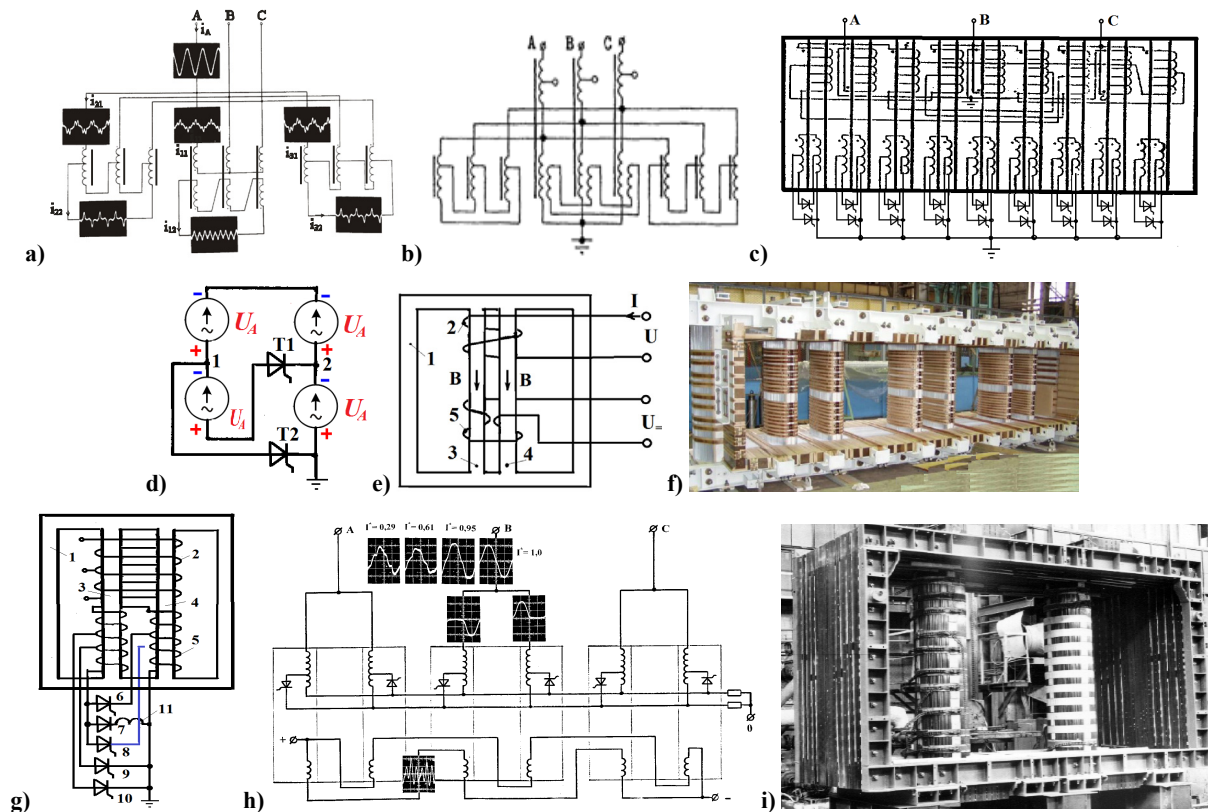 A B C
i_A
i_21
i_11
i_31
i_22
i_12
i_32
a)
A B C
b)
A B C
c)
- -
U_A U_A
+ T1 +
1 2
- -
U_A U_A
+ +
T2
d)
I
2 U
1
B B
5
U=
3 4
e)
f)
1 2
3
4
5
6
11
7
8
9
10
g)
A I* = 0,29 I* = 0,61 I* = 0,95 B C
I* = 1,0
0
+ -
h)
i)